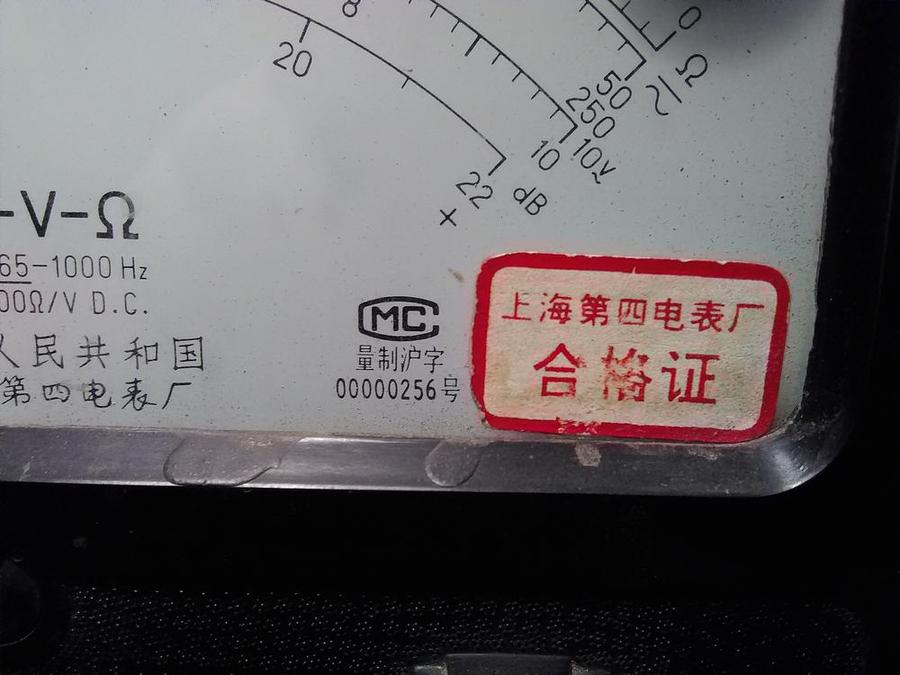 8
0
20
Ω
50
250
10
10
22
dB
+
-V-Ω
65-1000 Hz
00Ω/V D.C.
人民共和国
第四电表厂
MC
量制沪字
00000256号
上海第四电表厂
合格证